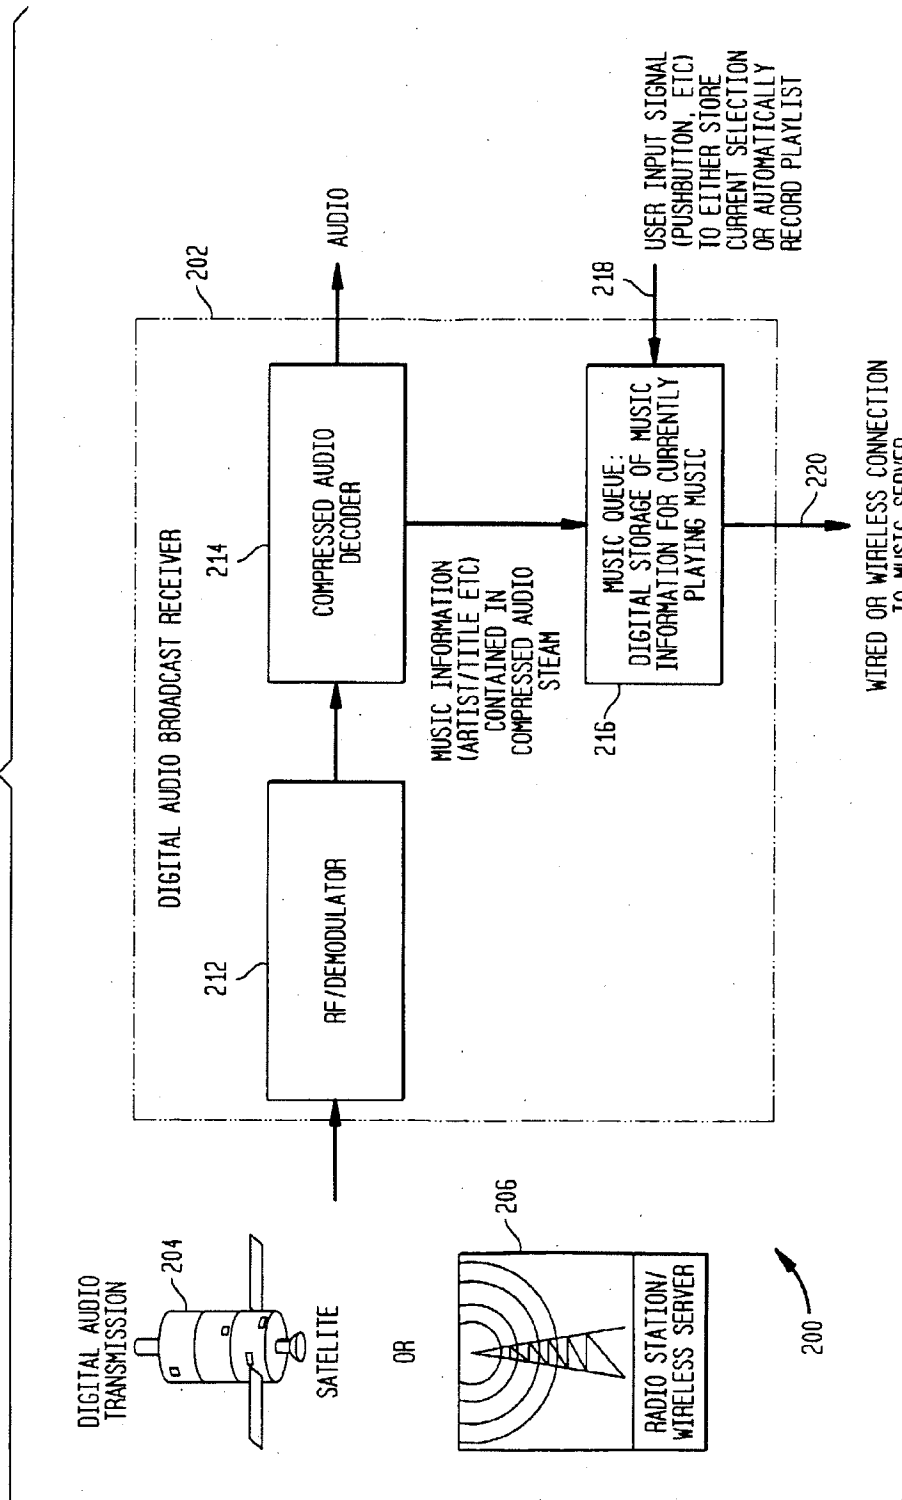 DIGITAL AUDIO
TRANSMISSION
204
SATELITE
OR
206
RADIO STATION/
WIRELESS SERVER
200
DIGITAL AUDIO BROADCAST RECEIVER
202
212
RF/DEMODULATOR
214
COMPRESSED AUDIO
DECODER
AUDIO
MUSIC INFORMATION
(ARTIST/TITLE ETC)
CONTAINED IN
COMPRESSED AUDIO
STEAM
216
MUSIC QUEUE:
DIGITAL STORAGE OF MUSIC
INFORMATION FOR CURRENTLY
PLAYING MUSIC
218
USER INPUT SIGNAL
(PUSHBUTTON, ETC)
TO EITHER STORE
CURRENT SELECTION
OR AUTOMATICALLY
RECORD PLAYLIST
220
WIRED OR WIRELESS CONNECTION
TO MUSIC SERVER